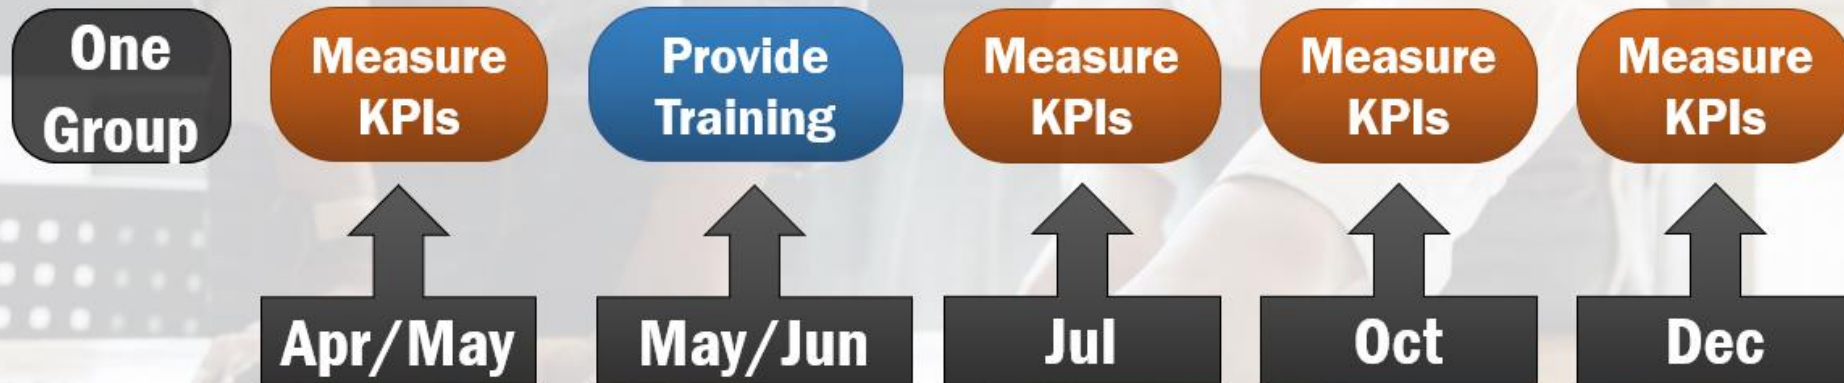 One
Group
Measure
KPIs
Provide
Training
Measure
KPIs
Measure
KPIs
Measure
KPIs
Apr/May
May/Jun
Jul
Oct
Dec